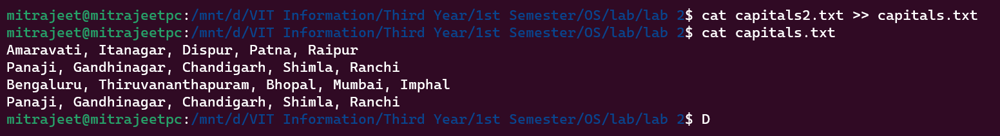 mitrajeet@mitrajeetpc:/mnt/d/VIT Information/Third Year/1st Semester/OS/lab/lab 2$ cat capitals2.txt >> capitals.txt
mitrajeet@mitrajeetpc:/mnt/d/VIT Information/Third Year/1st Semester/OS/lab/lab 2$ cat capitals.txt
Amaravati, Itanagar, Dispur, Patna, Raipur
Panaji, Gandhinagar, Chandigarh, Shimla, Ranchi
Bengaluru, Thiruvananthapuram, Bhopal, Mumbai, Imphal
Panaji, Gandhinagar, Chandigarh, Shimla, Ranchi
mitrajeet@mitrajeetpc:/mnt/d/VIT Information/Third Year/1st Semester/OS/lab/lab 2$ D